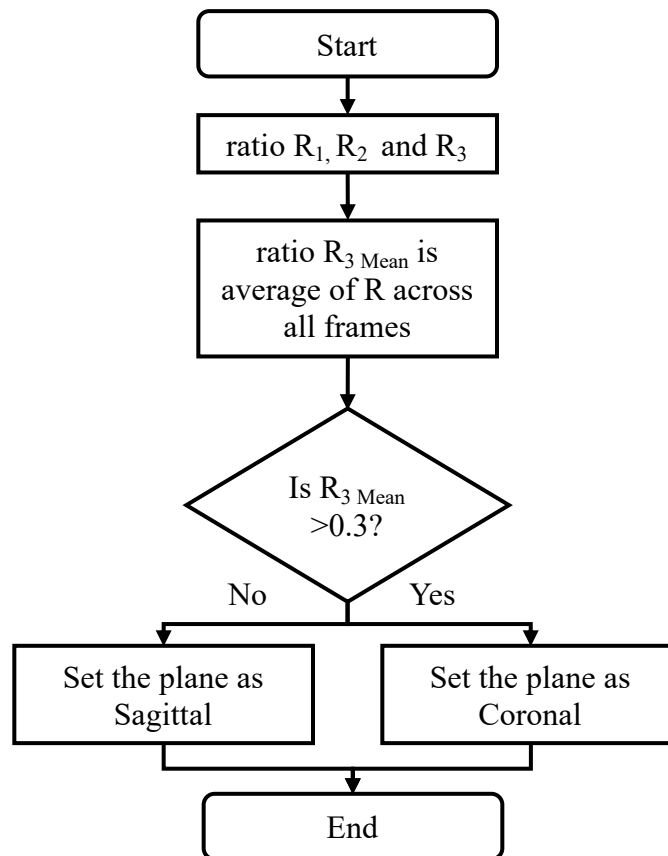 Start
ratio R₁, R₂ and R₃
ratio R₃ Mean is
average of R across
all frames
Is R₃ Mean
>0.3?
No
Yes
Set the plane as
Sagittal
Set the plane as
Coronal
End